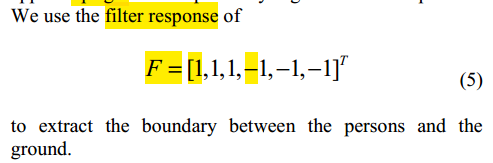 We use the filter response of
F = [1,1,1,−1,−1,−1]ᵀ
(5)
to extract the boundary between the persons and the
ground.